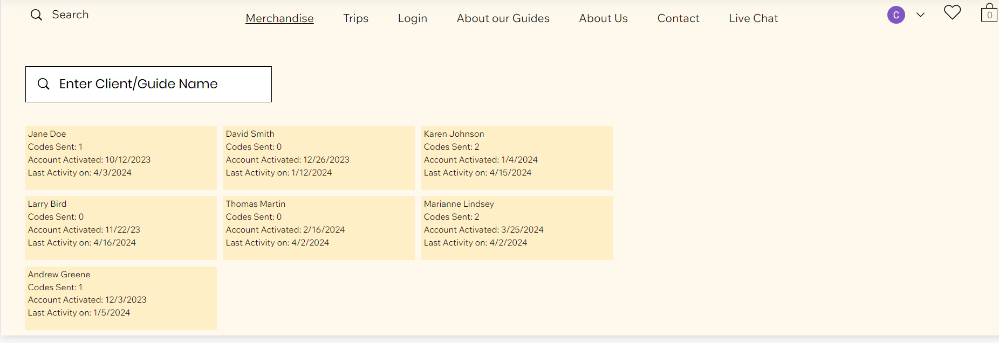 Search
Merchandise Trips Login About our Guides About Us Contact Live Chat
C
0
Enter Client/Guide Name
Jane Doe
Codes Sent: 1
Account Activated: 10/12/2023
Last Activity on: 4/3/2024
David Smith
Codes Sent: 0
Account Activated: 12/26/2023
Last Activity on: 1/12/2024
Karen Johnson
Codes Sent: 2
Account Activated: 1/4/2024
Last Activity on: 4/15/2024
Larry Bird
Codes Sent: 0
Account Activated: 11/22/23
Last Activity on: 4/16/2024
Thomas Martin
Codes Sent: 0
Account Activated: 2/16/2024
Last Activity on: 4/2/2024
Marianne Lindsey
Codes Sent: 2
Account Activated: 3/25/2024
Last Activity on: 4/2/2024
Andrew Greene
Codes Sent: 1
Account Activated: 12/3/2023
Last Activity on: 1/5/2024